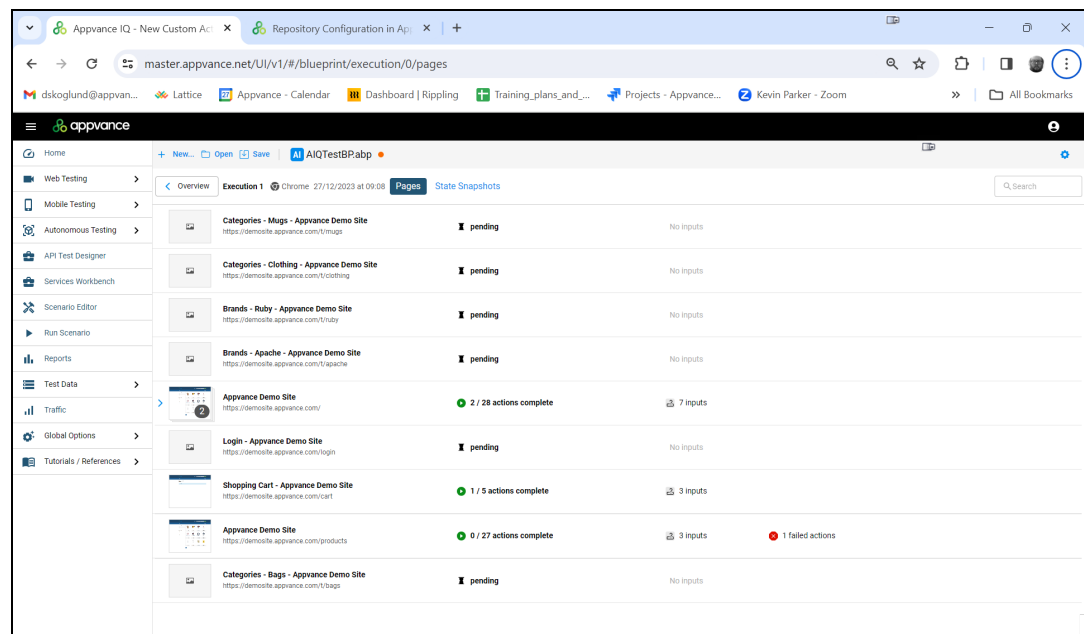 Appvance IQ - New Custom Act
Repository Configuration in App
master.appvance.net/UI/v1/#/blueprint/execution/0/pages
dskoglund@appvan...
Lattice
27
Appvance - Calendar
Dashboard | Rippling
Training_plans_and_...
Projects - Appvance...
Kevin Parker - Zoom
»
All Bookmarks
appvance
Home
+ New... Open Save AI AIQTestBP.abp
Web Testing
Overview Execution 1 Chrome 27/12/2023 at 09:08 Pages State Snapshots Search
Mobile Testing
Autonomous Testing
API Test Designer
Services Workbench
Scenario Editor
Run Scenario
Reports
Test Data
Traffic
Global Options
Tutorials / References
Categories - Mugs - Appvance Demo Site
https://demosite.appvance.com/t/mugs
pending No inputs
Categories - Clothing - Appvance Demo Site
https://demosite.appvance.com/t/clothing
pending No inputs
Brands - Ruby - Appvance Demo Site
https://demosite.appvance.com/t/ruby
pending No inputs
Brands - Apache - Appvance Demo Site
https://demosite.appvance.com/t/apache
pending No inputs
2
Appvance Demo Site
https://demosite.appvance.com/
2 / 28 actions complete 7 inputs
Login - Appvance Demo Site
https://demosite.appvance.com/login
pending No inputs
Shopping Cart - Appvance Demo Site
https://demosite.appvance.com/cart
1 / 5 actions complete 3 inputs
Appvance Demo Site
https://demosite.appvance.com/products
0 / 27 actions complete 3 inputs 1 failed actions
Categories - Bags - Appvance Demo Site
https://demosite.appvance.com/t/bags
pending No inputs